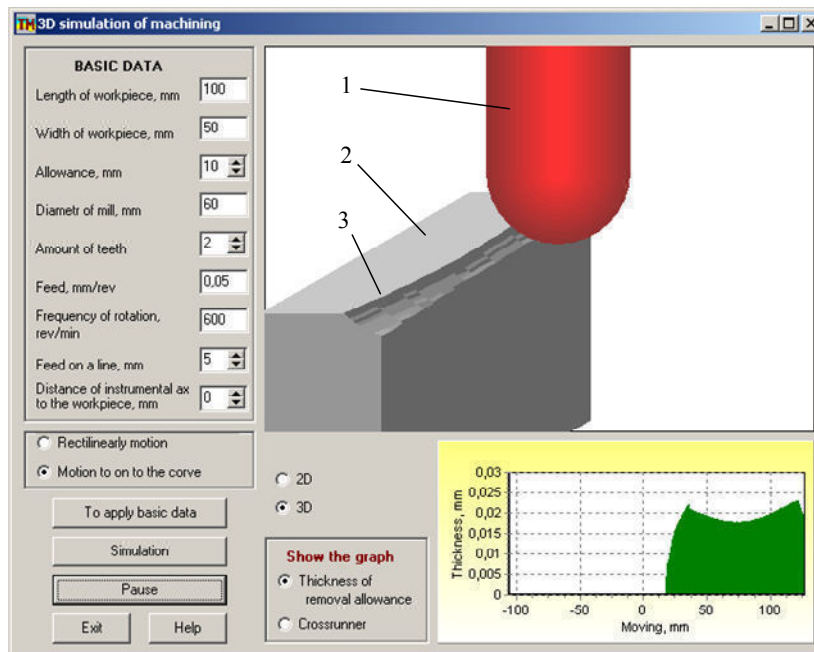 TM 3D simulation of machining
BASIC DATA
Length of workpiece, mm 100
Width of workpiece, mm 50
Allowance, mm 10
Diametr of mill, mm 60
Amount of teeth 2
Feed, mm/rev 0,05
Frequency of rotation,
rev/min 600
Feed on a line, mm 5
Distance of instrumental ax
to the workpiece, mm 0
Rectilinearly motion
Motion to on to the curve
To apply basic data
Simulation
Pause
Exit Help
1
2
3
2D
3D
Show the graph
Thickness of
removal allowance
Crossrunner
Thickness, mm
0,03
0,025
0,02
0,015
0,01
0,005
0
-100 -50 0 50 100
Moving, mm